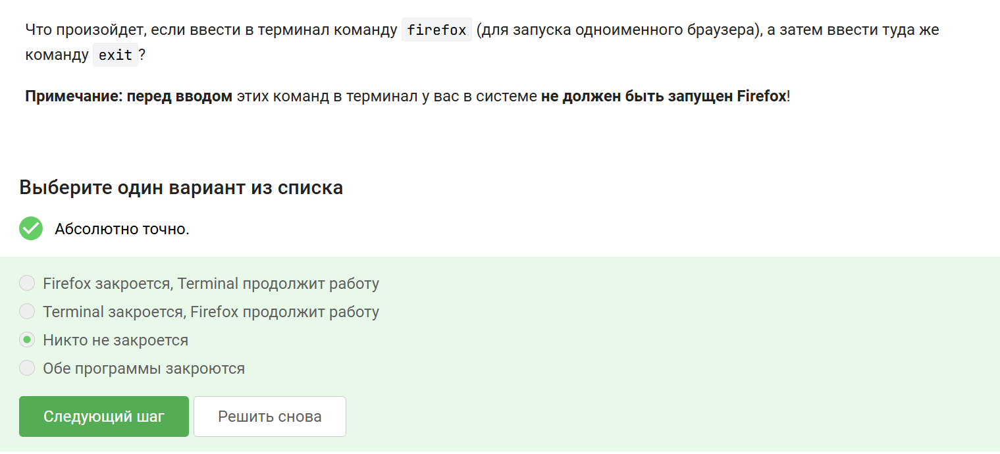 Что произойдет, если ввести в терминал команду firefox (для запуска одноименного браузера), а затем ввести туда же
команду exit ?
Примечание: перед вводом этих команд в терминал у вас в системе не должен быть запущен Firefox!
Выберите один вариант из списка
Абсолютно точно.
Firefox закроется, Terminal продолжит работу
Terminal закроется, Firefox продолжит работу
Никто не закроется
Обе программы закроются
Следующий шаг
Решить снова